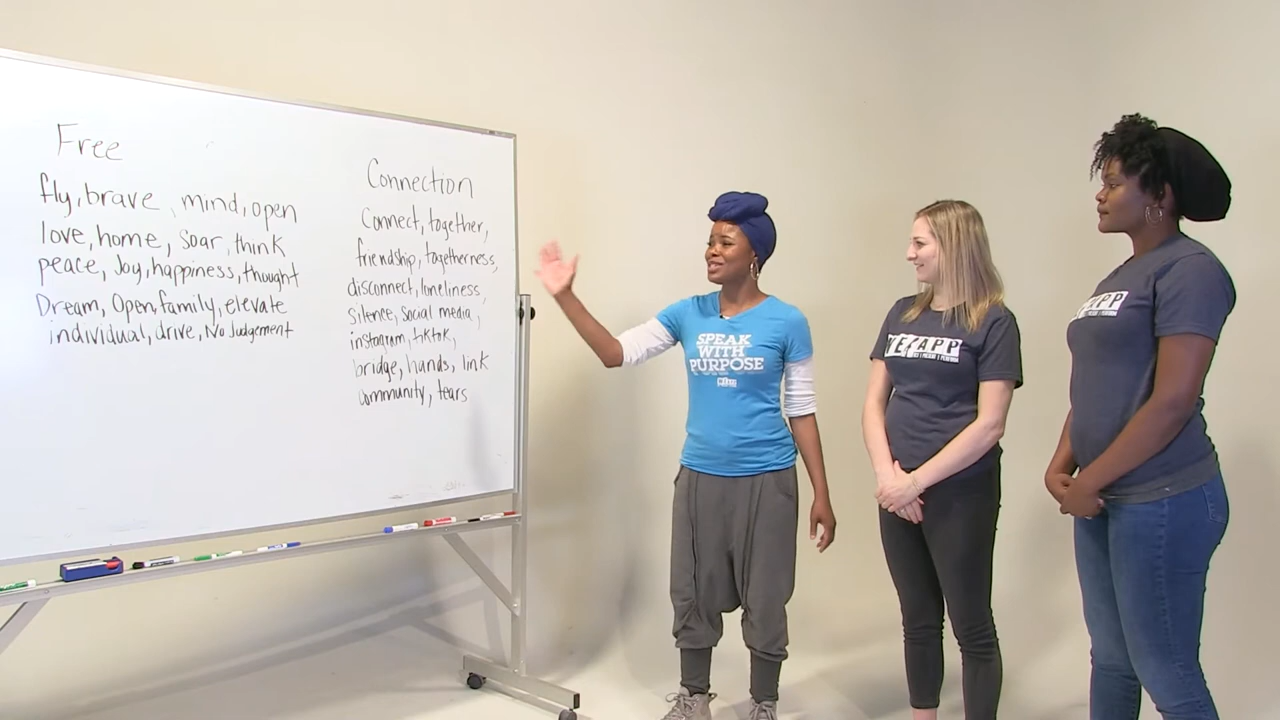 Free
fly, brave, mind, open
love, home, soar, think
peace, Joy, happiness, thought
Dream, Open, family, elevate
individual, drive, No Judgement
Connection
Connect, together,
friendship, togetherness,
disconnect, loneliness,
silence, social media,
instagram, tiktok,
bridge, hands, link
community, tears
SPEAK
WITH
PURPOSE